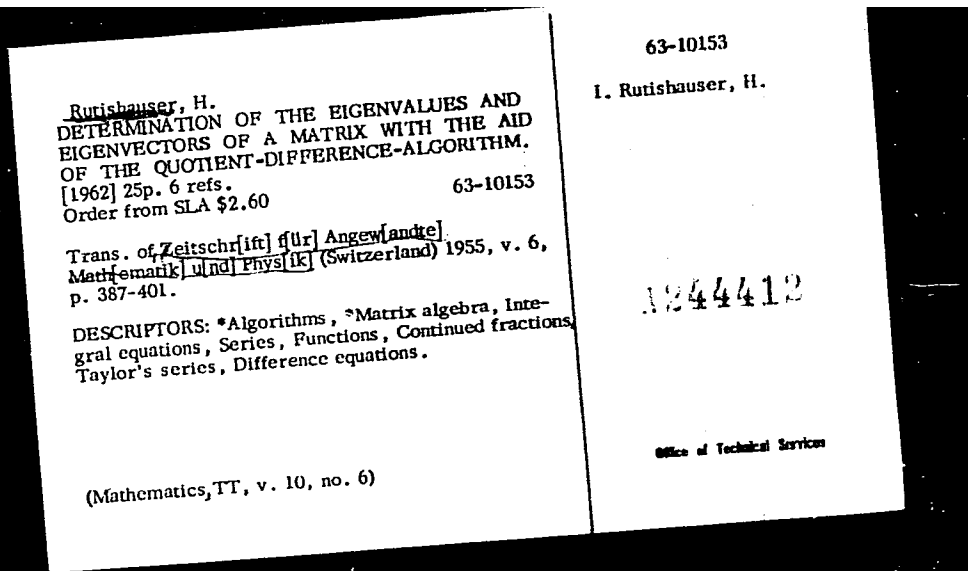 Rutishauser, H.
DETERMINATION OF THE EIGENVALUES AND
EIGENVECTORS OF A MATRIX WITH THE AID
OF THE QUOTIENT-DIFFERENCE-ALGORITHM.
[1962] 25p. 6 refs.
Order from SLA $2.60 63-10153
Trans. of Zeitschr[ift] f[ür] Angew[andte]
Math[ematik] u[nd] Phys[ik] (Switzerland) 1955, v. 6,
p. 387-401.
DESCRIPTORS: *Algorithms, *Matrix algebra, Inte-
gral equations, Series, Functions, Continued fractions,
Taylor's series, Difference equations.
(Mathematics, TT, v. 10, no. 6)
63-10153
I. Rutishauser, H.
A244412
Office of Technical Services